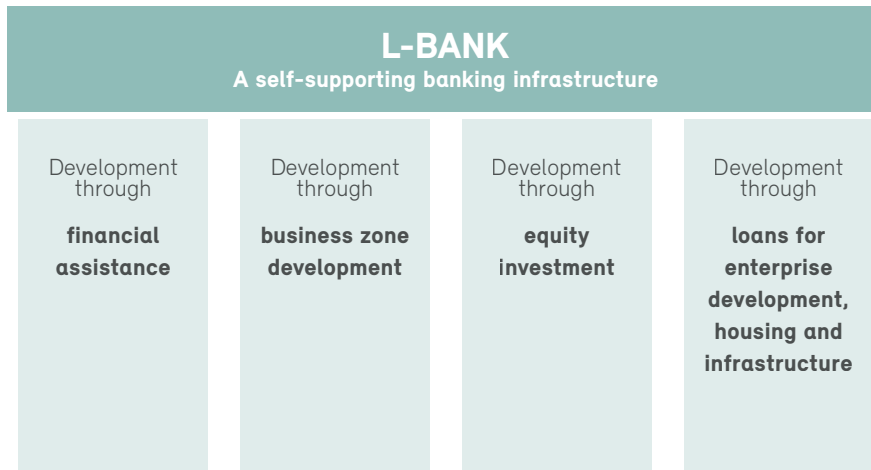 L-BANK
A self-supporting banking infrastructure
Development
through
financial
assistance
Development
through
business zone
development
Development
through
equity
investment
Development
through
loans for
enterprise
development,
housing and
infrastructure